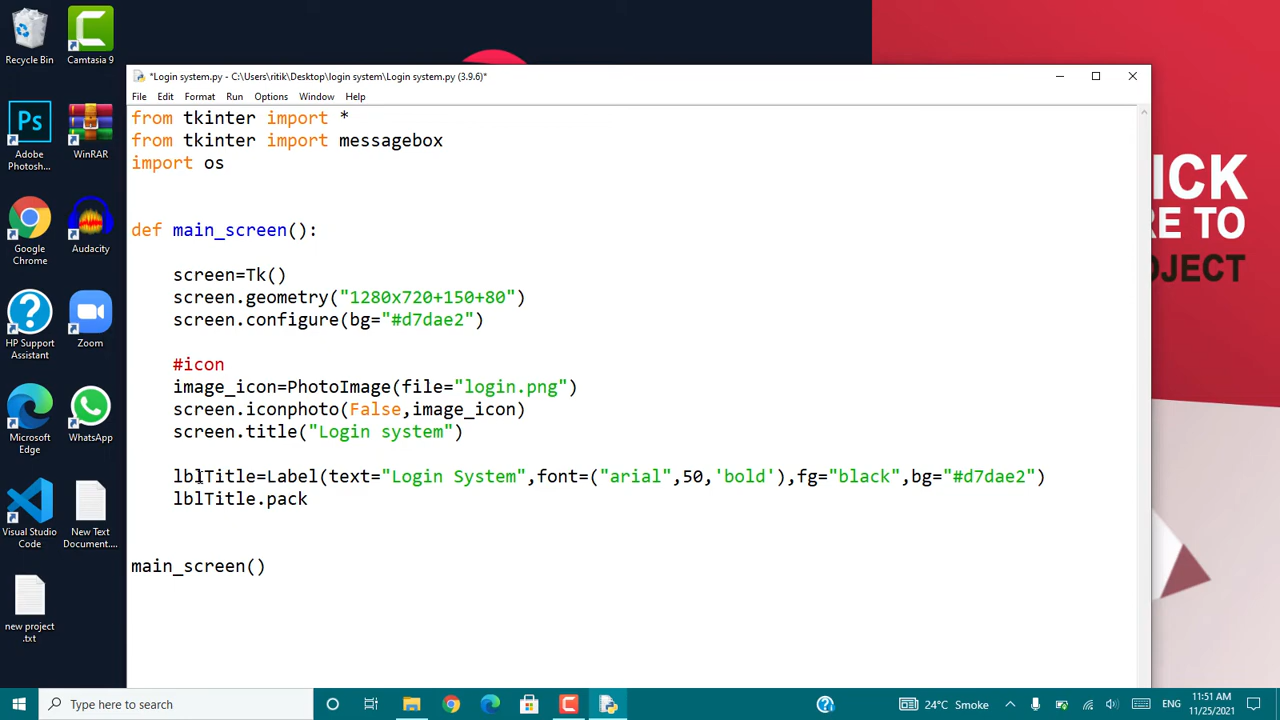 Recycle Bin
Camtasia 9
Ps
Adobe Photosh...
WinRAR
Google Chrome
Audacity
HP Support Assistant
Zoom
Microsoft Edge
WhatsApp
Visual Studio Code
New Text Document....
new project .txt
*Login system.py - C:\Users\ritik\Desktop\login system\Login system.py (3.9.6)*
File Edit Format Run Options Window Help
from tkinter import *
from tkinter import messagebox
import os
def main_screen():
screen=Tk()
screen.geometry("1280x720+150+80")
screen.configure(bg="#d7dae2")
#icon
image_icon=PhotoImage(file="login.png")
screen.iconphoto(False,image_icon)
screen.title("Login system")
lblTitle=Label(text="Login System",font=("arial",50,'bold'),fg="black",bg="#d7dae2")
lblTitle.pack
main_screen()
ICK
RE TO
OJECT
Type here to search
24°C Smoke
ENG
11:51 AM
11/25/2021